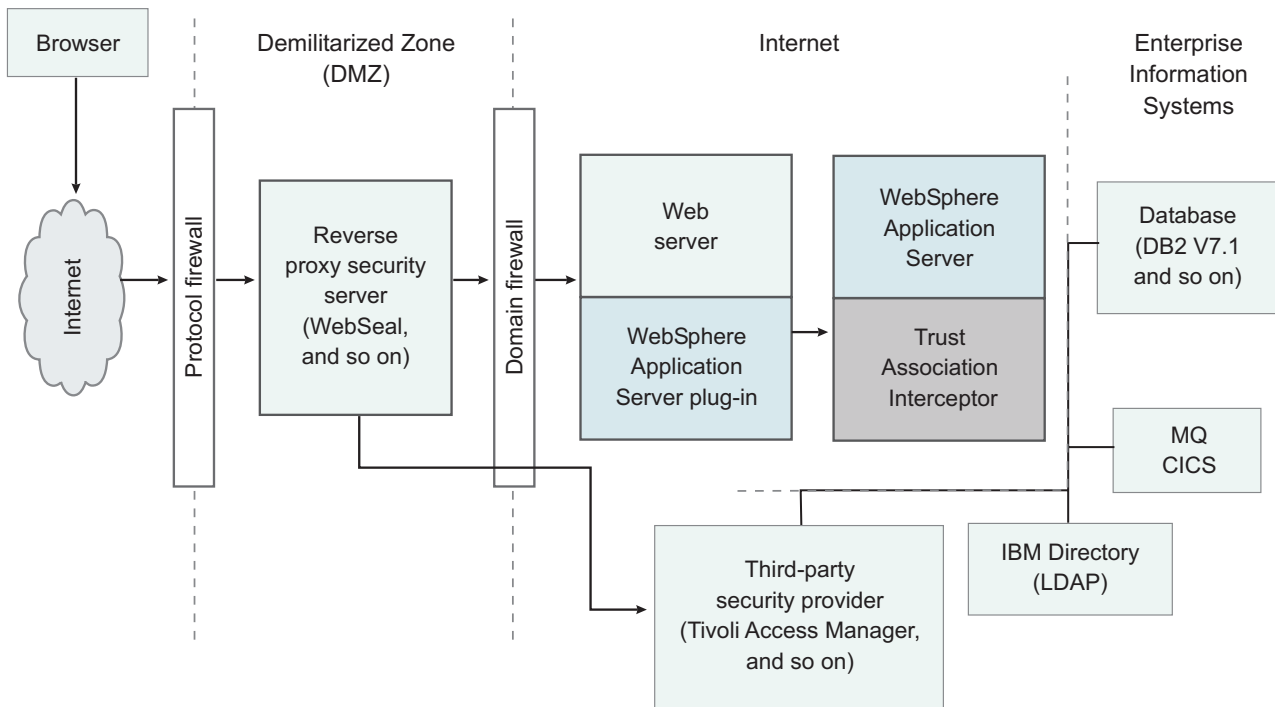 Browser
Demilitarized Zone
(DMZ)
Internet
Enterprise
Information
Systems
Internet
Protocol firewall
Reverse
proxy security
server
(WebSeal,
and so on)
Domain firewall
Web
server
WebSphere
Application
Server plug-in
WebSphere
Application
Server
Trust
Association
Interceptor
Database
(DB2 V7.1
and so on)
MQ
CICS
IBM Directory
(LDAP)
Third-party
security provider
(Tivoli Access Manager,
and so on)